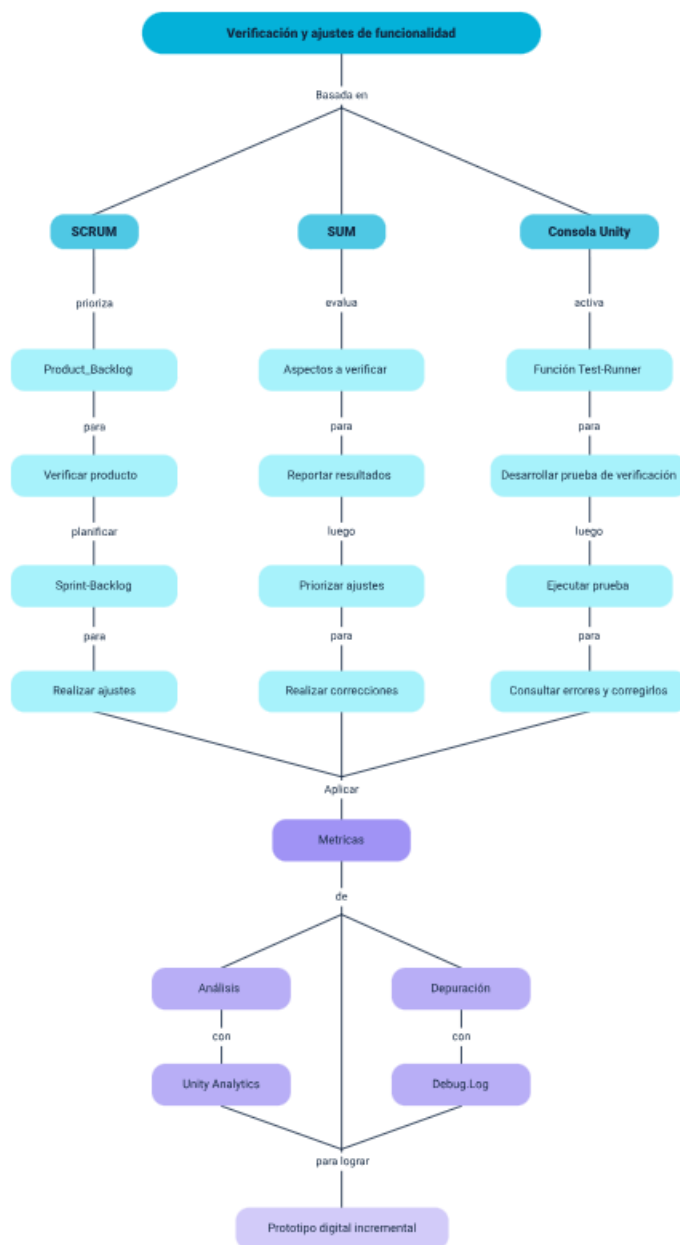 Verificación y ajustes de funcionalidad
Basada en
SCRUM
SUM
Consola Unity
prioriza
evalua
activa
Product_Backlog
Aspectos a verificar
Función Test-Runner
para
para
para
Verificar producto
Reportar resultados
Desarrollar prueba de verificación
planificar
luego
luego
Sprint-Backlog
Priorizar ajustes
Ejecutar prueba
para
para
para
Realizar ajustes
Realizar correcciones
Consultar errores y corregirlos
Aplicar
Metricas
de
Análisis
Depuración
con
con
Unity Analytics
Debug.Log
para lograr
Prototipo digital incremental